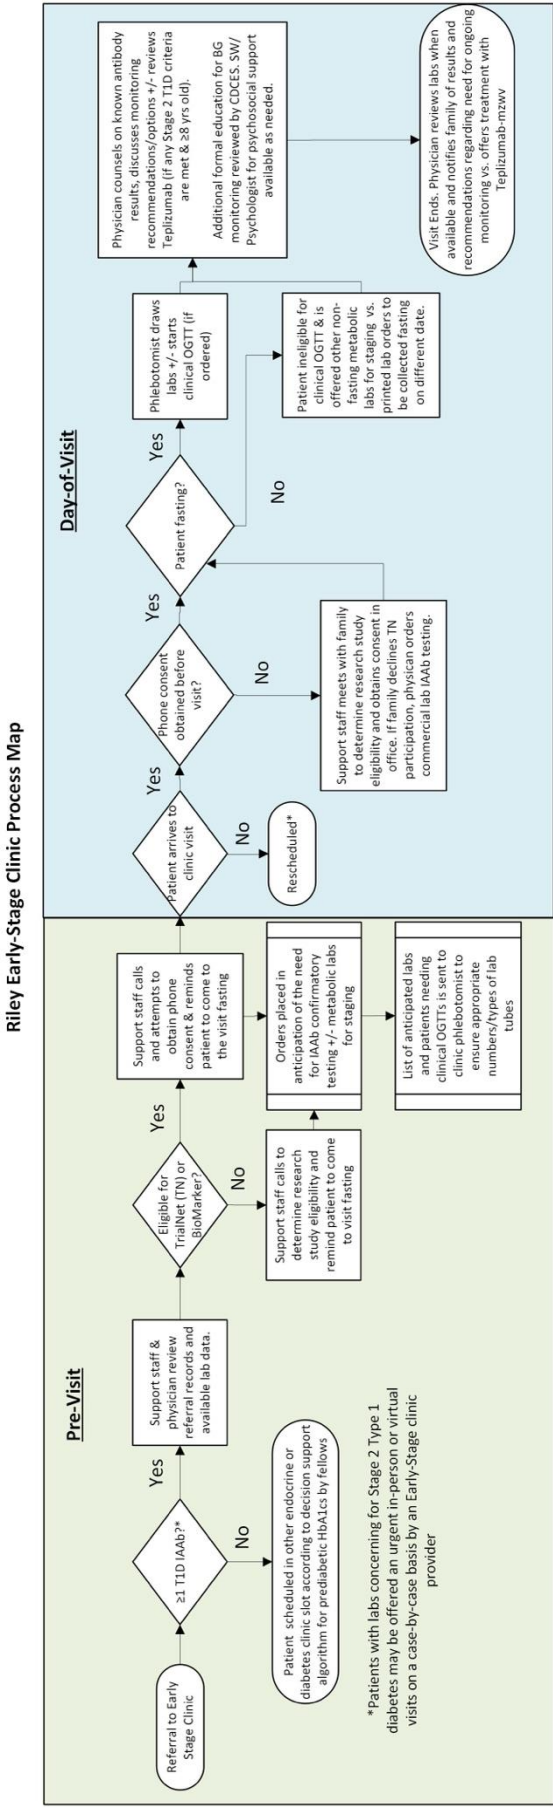 Riley Early-Stage Clinic Process Map
Pre-Visit
Referral to Early
Stage Clinic
≥1 T1D IAAb?*
Yes
No
Patient scheduled in other endocrine or
diabetes clinic slot according to decision support
algorithm for prediabetic HbA1cs by fellows
*Patients with labs concerning for Stage 2 Type 1
diabetes may be offered an urgent in-person or virtual
visits on a case-by-case basis by an Early-Stage clinic
provider
Support staff &
physician review
referral records and
available lab data.
Eligible for
TrialNet (TN) or
BioMarker?
Yes
No
Support staff calls
and attempts to
obtain phone
consent & reminds
patient to come to
the visit fasting
Support staff calls to
determine research
study eligibility and
remind patient to come
to visit fasting
Orders placed in
anticipation of the need
for IAAb confirmatory
testing +/- metabolic labs
for staging
List of anticipated labs
and patients needing
clinical OGTTs is sent to
clinic phlebotomist to
ensure appropriate
numbers/types of lab
tubes
Day-of-Visit
Patient arrives to
clinic visit
Yes
No
Rescheduled*
Phone consent
obtained before
visit?
Yes
No
Support staff meets with family
to determine research study
eligibility and obtains consent in
office. If family declines TN
participation, physican orders
commercial lab IAAb testing.
Patient fasting?
Yes
No
Phlebotomist draws
labs +/- starts
clinical OGTT (if
ordered)
Patient ineligible for
clinical OGTT & is
offered other non-
fasting metabolic
labs for staging vs.
printed lab orders to
be collected fasting
on different date.
Physician counsels on known antibody
results, discusses monitoring
recommendations/options +/- reviews
Teplizumab (if any Stage 2 T1D criteria
are met & ≥8 yrs old).
Additional formal education for BG
monitoring reviewed by CDCES. SW/
Psychologist for psychosocial support
available as needed.
Visit Ends. Physician reviews labs when
available and notifies family of results and
recommendations regarding need for ongoing
monitoring vs. offers treatment with
Teplizumab-mzwv